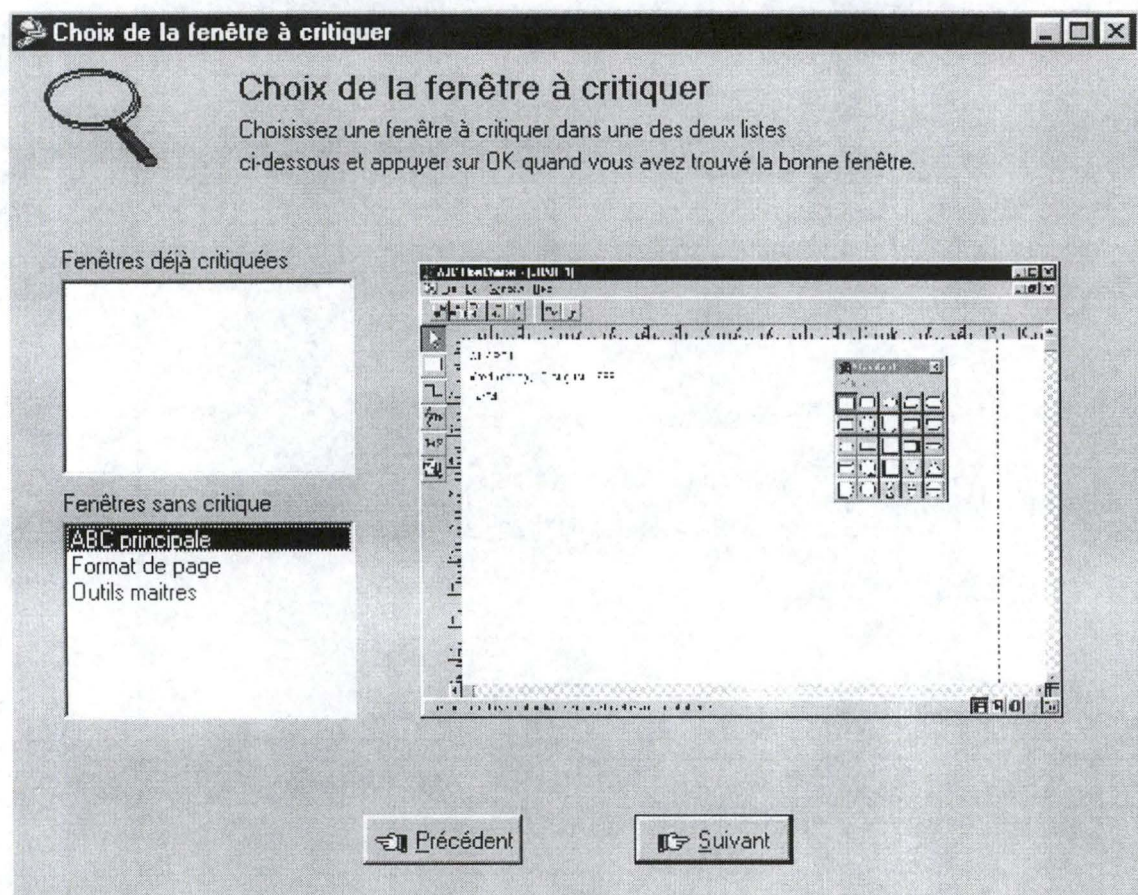 Choix de la fenêtre à critiquer
Choix de la fenêtre à critiquer
Choisissez une fenêtre à critiquer dans une des deux listes
ci-dessous et appuyer sur OK quand vous avez trouvé la bonne fenêtre.
Fenêtres déjà critiquées
Fenêtres sans critique
ABC principale
Format de page
Outils maitres
Précédent
Suivant